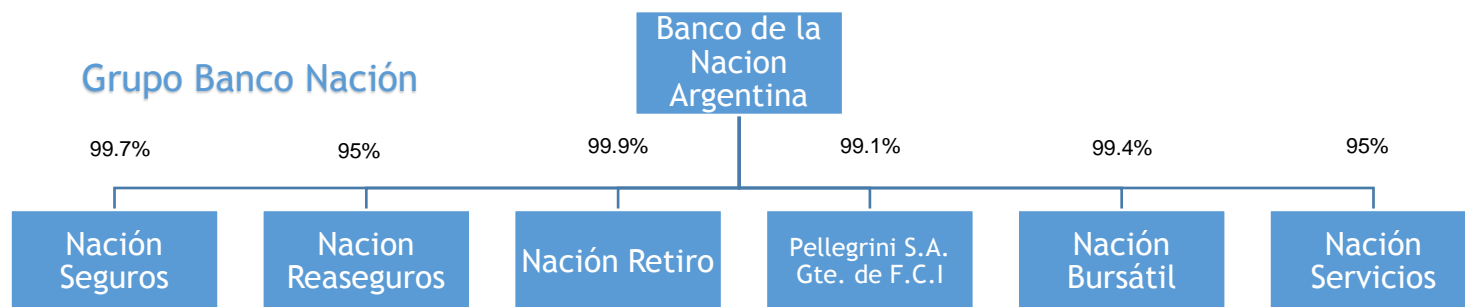 Banco de la
Nacion
Argentina
Grupo Banco Nación
99.7%
95%
99.9%
99.1%
99.4%
95%
Nación
Seguros
Nacion
Reaseguros
Nación Retiro
Pellegrini S.A.
Gte. de F.C.I
Nación
Bursátil
Nación
Servicios